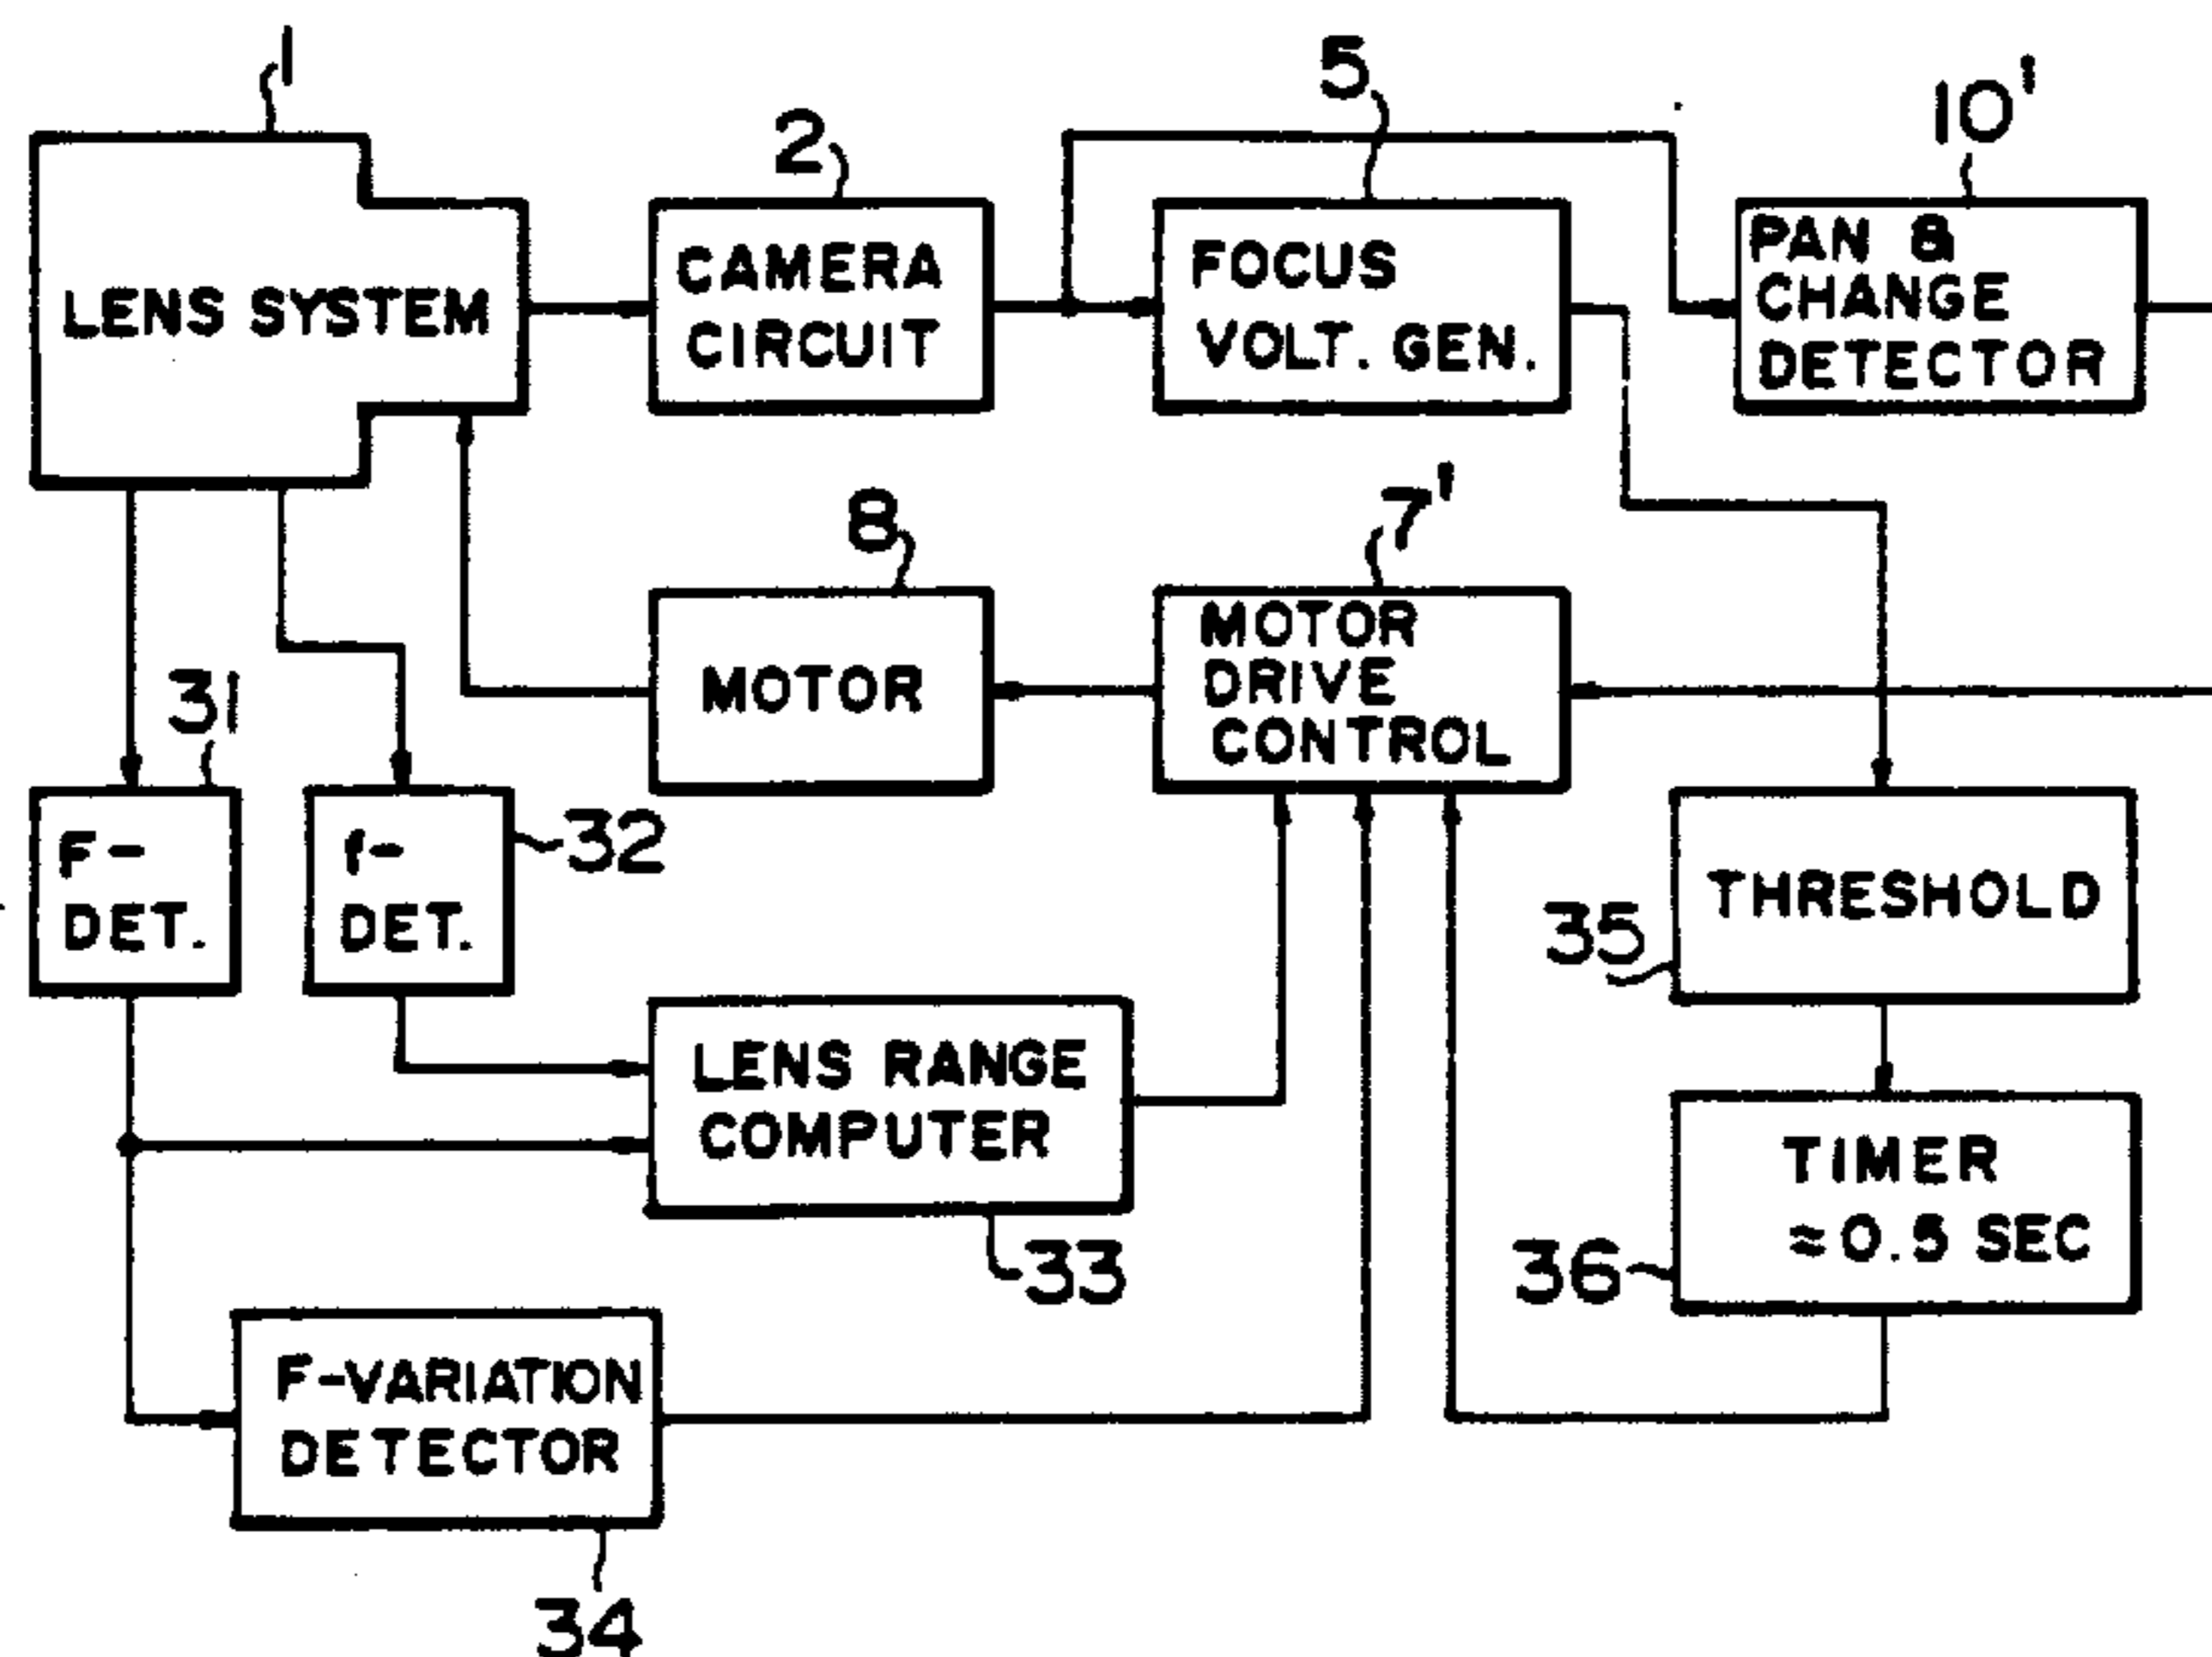 1
LENS SYSTEM
2
CAMERA
CIRCUIT
5
FOCUS
VOLT. GEN.
10'
PAN &
CHANGE
DETECTOR
8
MOTOR
7'
MOTOR
DRIVE
CONTROL
31
F-
DET.
32
f-
DET.
35
THRESHOLD
LENS RANGE
COMPUTER
33
36
TIMER
≈0.5 SEC
F-VARIATION
DETECTOR
34